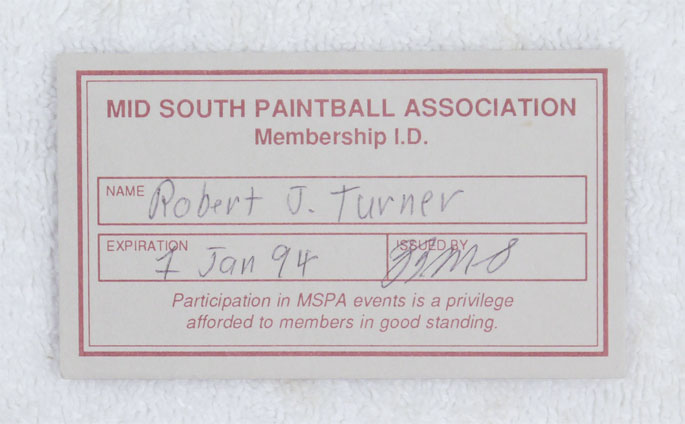 MID SOUTH PAINTBALL ASSOCIATION
Membership I.D.
NAME Robert J. Turner
EXPIRATION 1 Jan 94 ISSUED BY
Participation in MSPA events is a privilege
afforded to members in good standing.